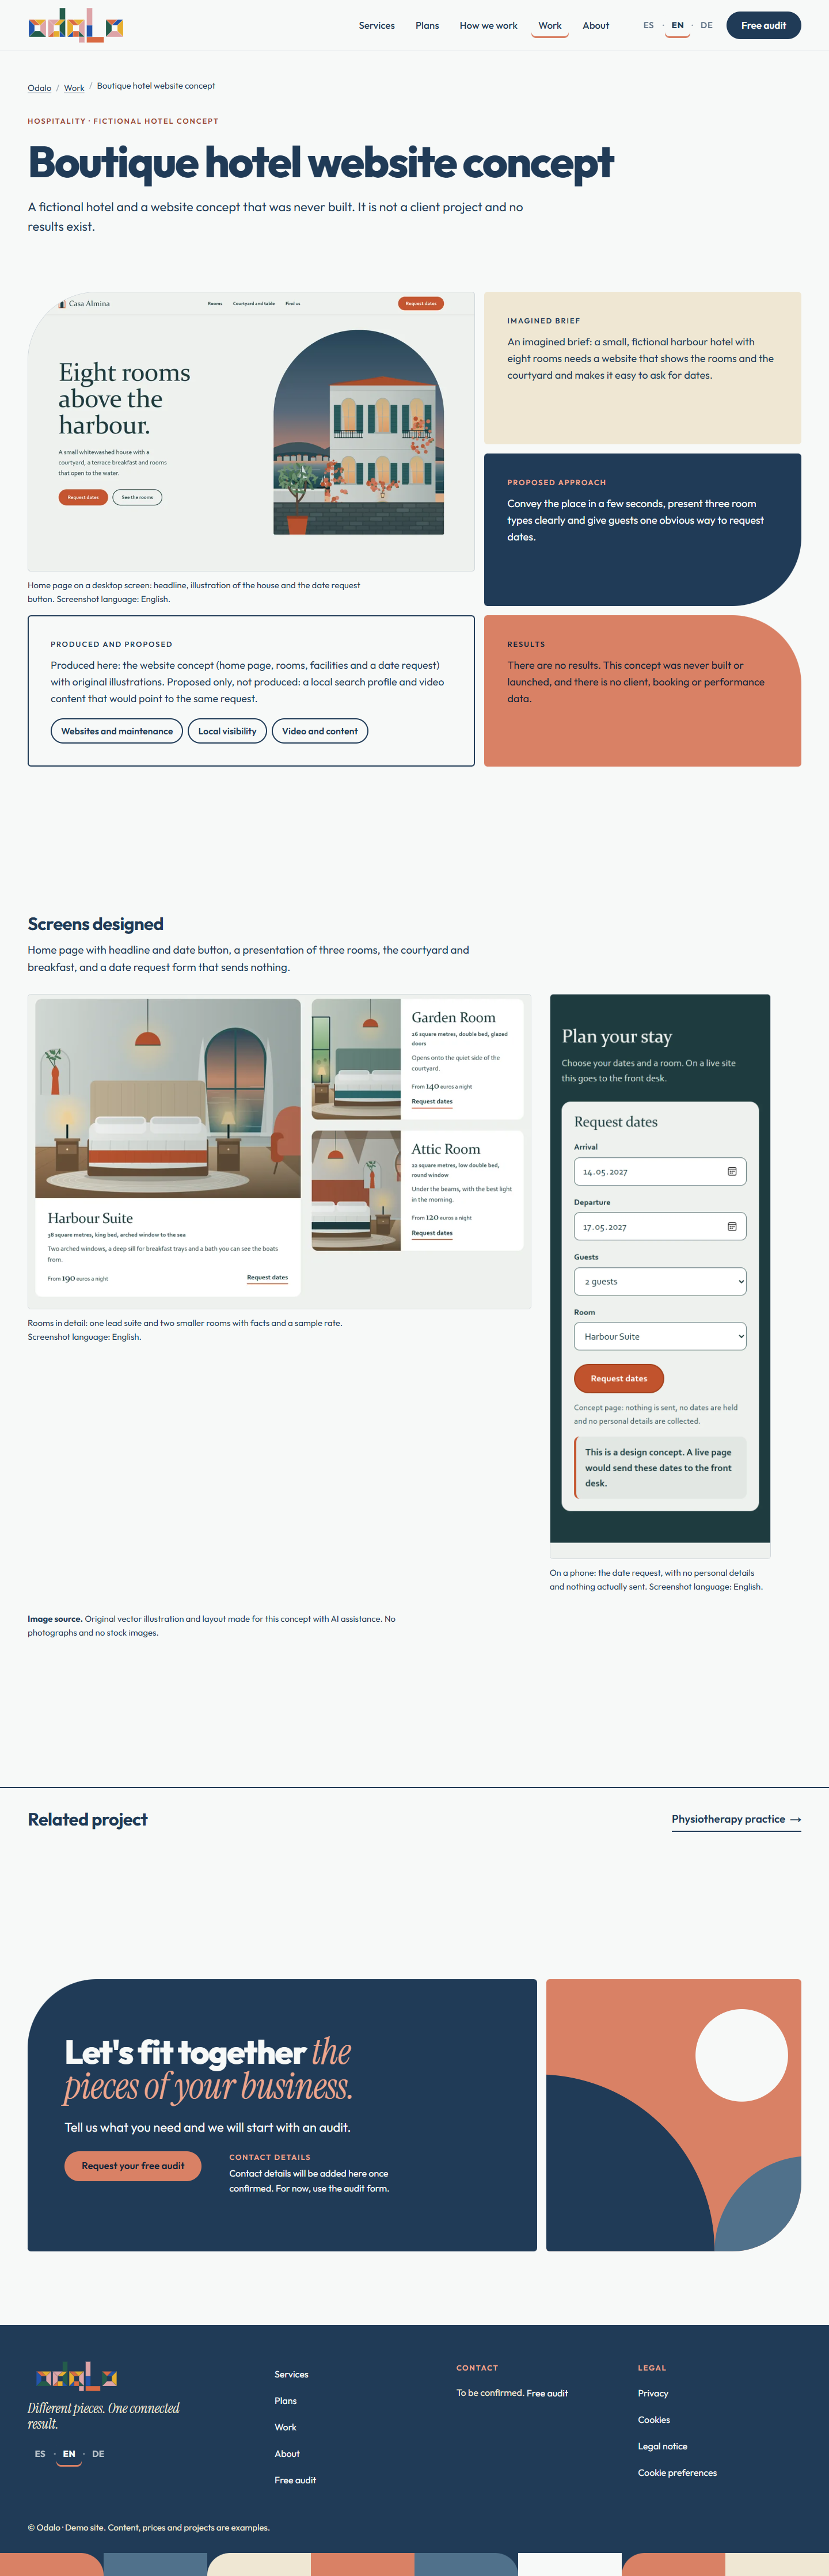 odalo
Services Plans How we work Work About ES · EN · DE Free audit
Odalo / Work / Boutique hotel website concept
HOSPITALITY · FICTIONAL HOTEL CONCEPT
Boutique hotel website concept
A fictional hotel and a website concept that was never built. It is not a client project and no
results exist.
Casa Almina Rooms Courtyard and table Find us Request dates
Eight rooms
above the
harbour.
A small whitewashed house with a
courtyard, a terrace breakfast and rooms
that open to the water.
Request dates See the rooms
Home page on a desktop screen: headline, illustration of the house and the date request
button. Screenshot language: English.
IMAGINED BRIEF
An imagined brief: a small, fictional harbour hotel with
eight rooms needs a website that shows the rooms and the
courtyard and makes it easy to ask for dates.
PROPOSED APPROACH
Convey the place in a few seconds, present three room
types clearly and give guests one obvious way to request
dates.
PRODUCED AND PROPOSED
Produced here: the website concept (home page, rooms, facilities and a date request)
with original illustrations. Proposed only, not produced: a local search profile and video
content that would point to the same request.
Websites and maintenance Local visibility Video and content
RESULTS
There are no results. This concept was never built or
launched, and there is no client, booking or performance
data.
Screens designed
Home page with headline and date button, a presentation of three rooms, the courtyard and
breakfast, and a date request form that sends nothing.
Harbour Suite
38 square metres, king bed, arched window to the sea
Two arched windows, a deep sill for breakfast trays and a bath you can see the boats
from.
From 190 euros a night Request dates
Garden Room
26 square metres, double bed, glazed
doors
Opens onto the quiet side of the
courtyard.
From 140 euros a night
Request dates
Attic Room
22 square metres, low double bed,
round window
Under the beams, with the best light
in the morning.
From 120 euros a night
Request dates
Rooms in detail: one lead suite and two smaller rooms with facts and a sample rate.
Screenshot language: English.
Plan your stay
Choose your dates and a room. On a live site
this goes to the front desk.
Request dates
Arrival
14.05.2027
Departure
17.05.2027
Guests
2 guests
Room
Harbour Suite
Request dates
Concept page: nothing is sent, no dates are held
and no personal details are collected.
This is a design concept. A live page
would send these dates to the front
desk.
On a phone: the date request, with no personal details
and nothing actually sent. Screenshot language: English.
Image source. Original vector illustration and layout made for this concept with AI assistance. No
photographs and no stock images.
Related project
Physiotherapy practice →
Let's fit together the
pieces of your business.
Tell us what you need and we will start with an audit.
Request your free audit
CONTACT DETAILS
Contact details will be added here once
confirmed. For now, use the audit form.
odalo
Different pieces. One connected
result.
ES · EN · DE
Services
Plans
Work
About
Free audit
CONTACT
To be confirmed. Free audit
LEGAL
Privacy
Cookies
Legal notice
Cookie preferences
© Odalo · Demo site. Content, prices and projects are examples.